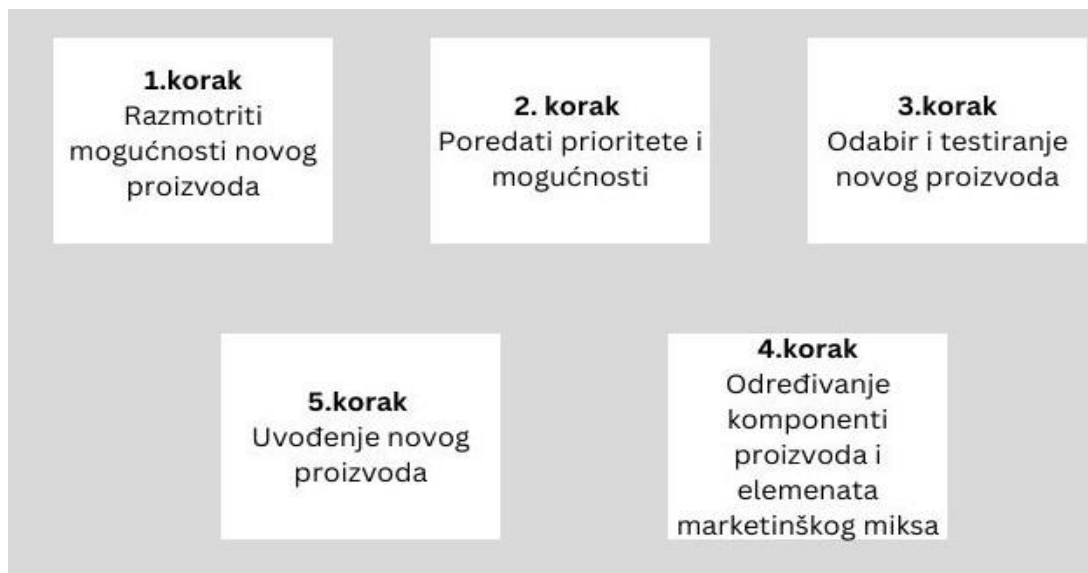 1.korak
Razmotriti
mogućnosti novog
proizvoda
2. korak
Poredati prioritete i
mogućnosti
3.korak
Odabir i testiranje
novog proizvoda
4.korak
Određivanje
komponenti
proizvoda i
elemenata
marketinškog miksa
5.korak
Uvođenje novog
proizvoda